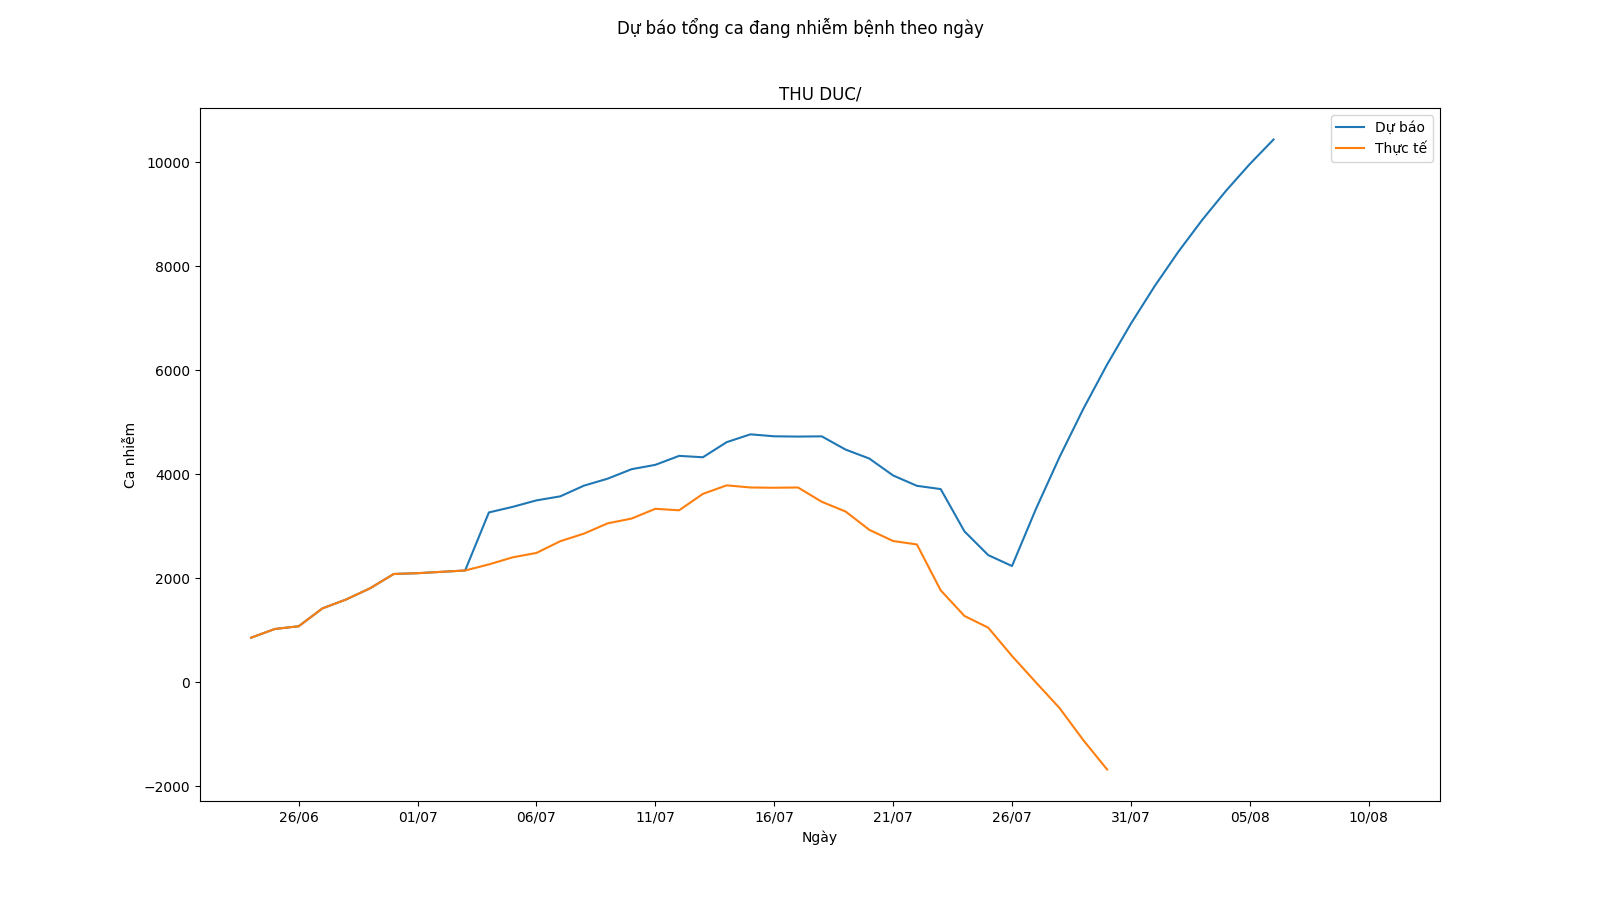 Dự báo tổng ca đang nhiễm bệnh theo ngày
THU DUC/
Dự báo
Thực tế
10000
8000
6000
4000
2000
0
−2000
Ca nhiễm
26/06 01/07 06/07 11/07 16/07 21/07 26/07 31/07 05/08 10/08
Ngày